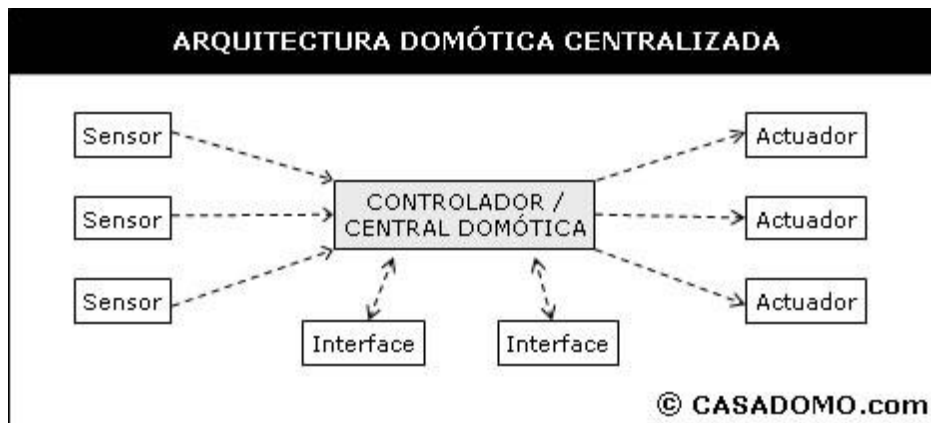 ARQUITECTURA DOMÓTICA CENTRALIZADA
Sensor
Actuador
Sensor
CONTROLADOR /
CENTRAL DOMÓTICA
Actuador
Sensor
Actuador
Interface
Interface
© CASADOMO.com